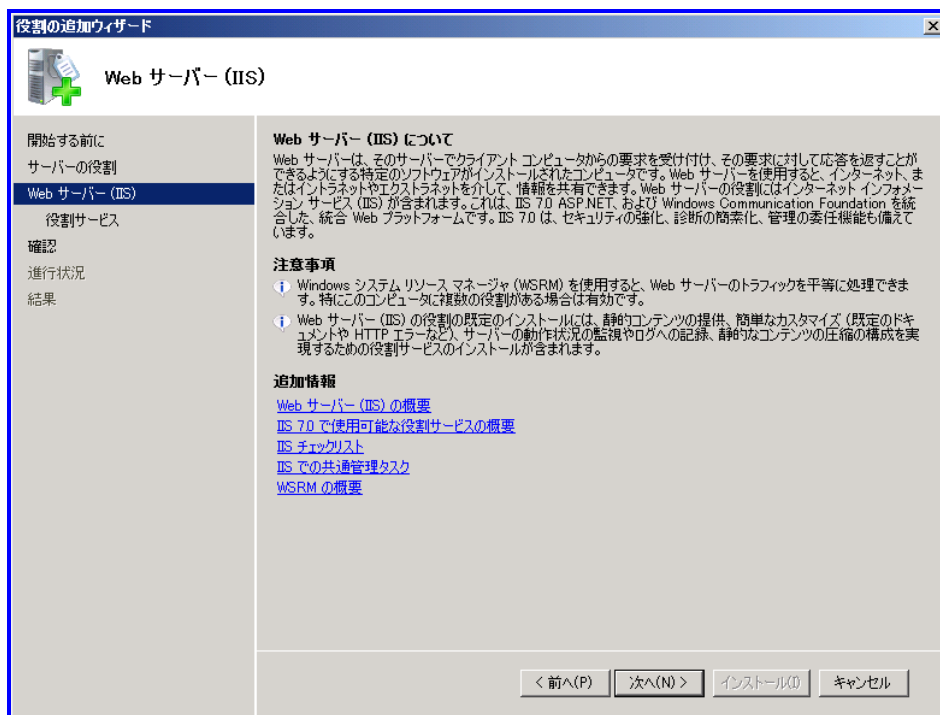 役割の追加ウィザード
Web サーバー (IIS)
開始する前に
サーバーの役割
Web サーバー (IIS)
役割サービス
確認
進行状況
結果
Web サーバー (IIS) について
Web サーバーは、そのサーバーでクライアント コンピュータからの要求を受け付け、その要求に対して応答を返すことが
できるようにする特定のソフトウェアがインストールされたコンピュータです。Web サーバーを使用すると、インターネット、ま
たはイントラネットやエクストラネットを介して、情報を共有できます。Web サーバーの役割にはインターネット インフォメー
ション サービス (IIS) が含まれます。これは、IIS 7.0 ASP.NET、および Windows Communication Foundation を統
合した、統合 Web プラットフォームです。IIS 7.0 は、セキュリティの強化、診断の簡素化、管理の委任機能も備えて
います。
注意事項
Windows システム リソース マネージャ (WSRM) を使用すると、Web サーバーのトラフィックを平等に処理できま
す。特にこのコンピュータに複数の役割がある場合は有効です。
Web サーバー (IIS) の役割の既定のインストールには、静的コンテンツの提供、簡単なカスタマイズ (既定のドキ
ュメントや HTTP エラーなど)、サーバーの動作状況の監視やログへの記録、静的なコンテンツの圧縮の構成を実
現するための役割サービスのインストールが含まれます。
追加情報
Web サーバー (IIS) の概要
IIS 7.0 で使用可能な役割サービスの概要
IIS チェックリスト
IIS での共通管理タスク
WSRM の概要
< 前へ(P)
次へ(N) >
インストール(I)
キャンセル